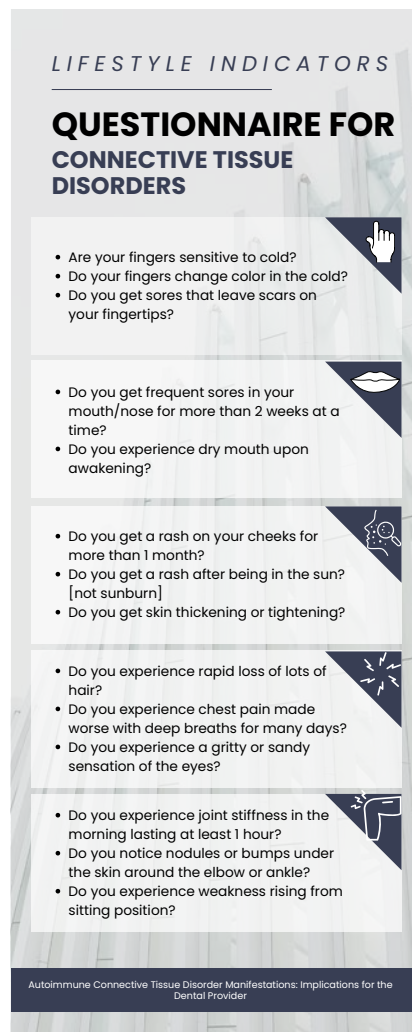 LIFESTYLE INDICATORS
QUESTIONNAIRE FOR
CONNECTIVE TISSUE
DISORDERS
• Are your fingers sensitive to cold?
• Do your fingers change color in the cold?
• Do you get sores that leave scars on
your fingertips?
• Do you get frequent sores in your
mouth/nose for more than 2 weeks at a
time?
• Do you experience dry mouth upon
awakening?
• Do you get a rash on your cheeks for
more than 1 month?
• Do you get a rash after being in the sun?
[not sunburn]
• Do you get skin thickening or tightening?
• Do you experience rapid loss of lots of
hair?
• Do you experience chest pain made
worse with deep breaths for many days?
• Do you experience a gritty or sandy
sensation of the eyes?
• Do you experience joint stiffness in the
morning lasting at least 1 hour?
• Do you notice nodules or bumps under
the skin around the elbow or ankle?
• Do you experience weakness rising from
sitting position?
Autoimmune Connective Tissue Disorder Manifestations: Implications for the
Dental Provider